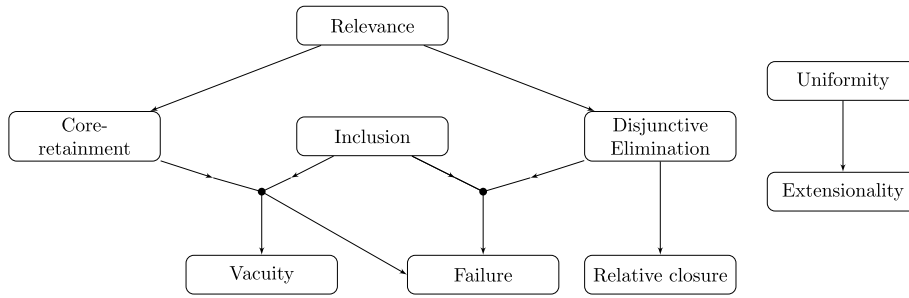 Relevance
Uniformity
Core-
retainment
Inclusion
Disjunctive
Elimination
Extensionality
Vacuity
Failure
Relative closure